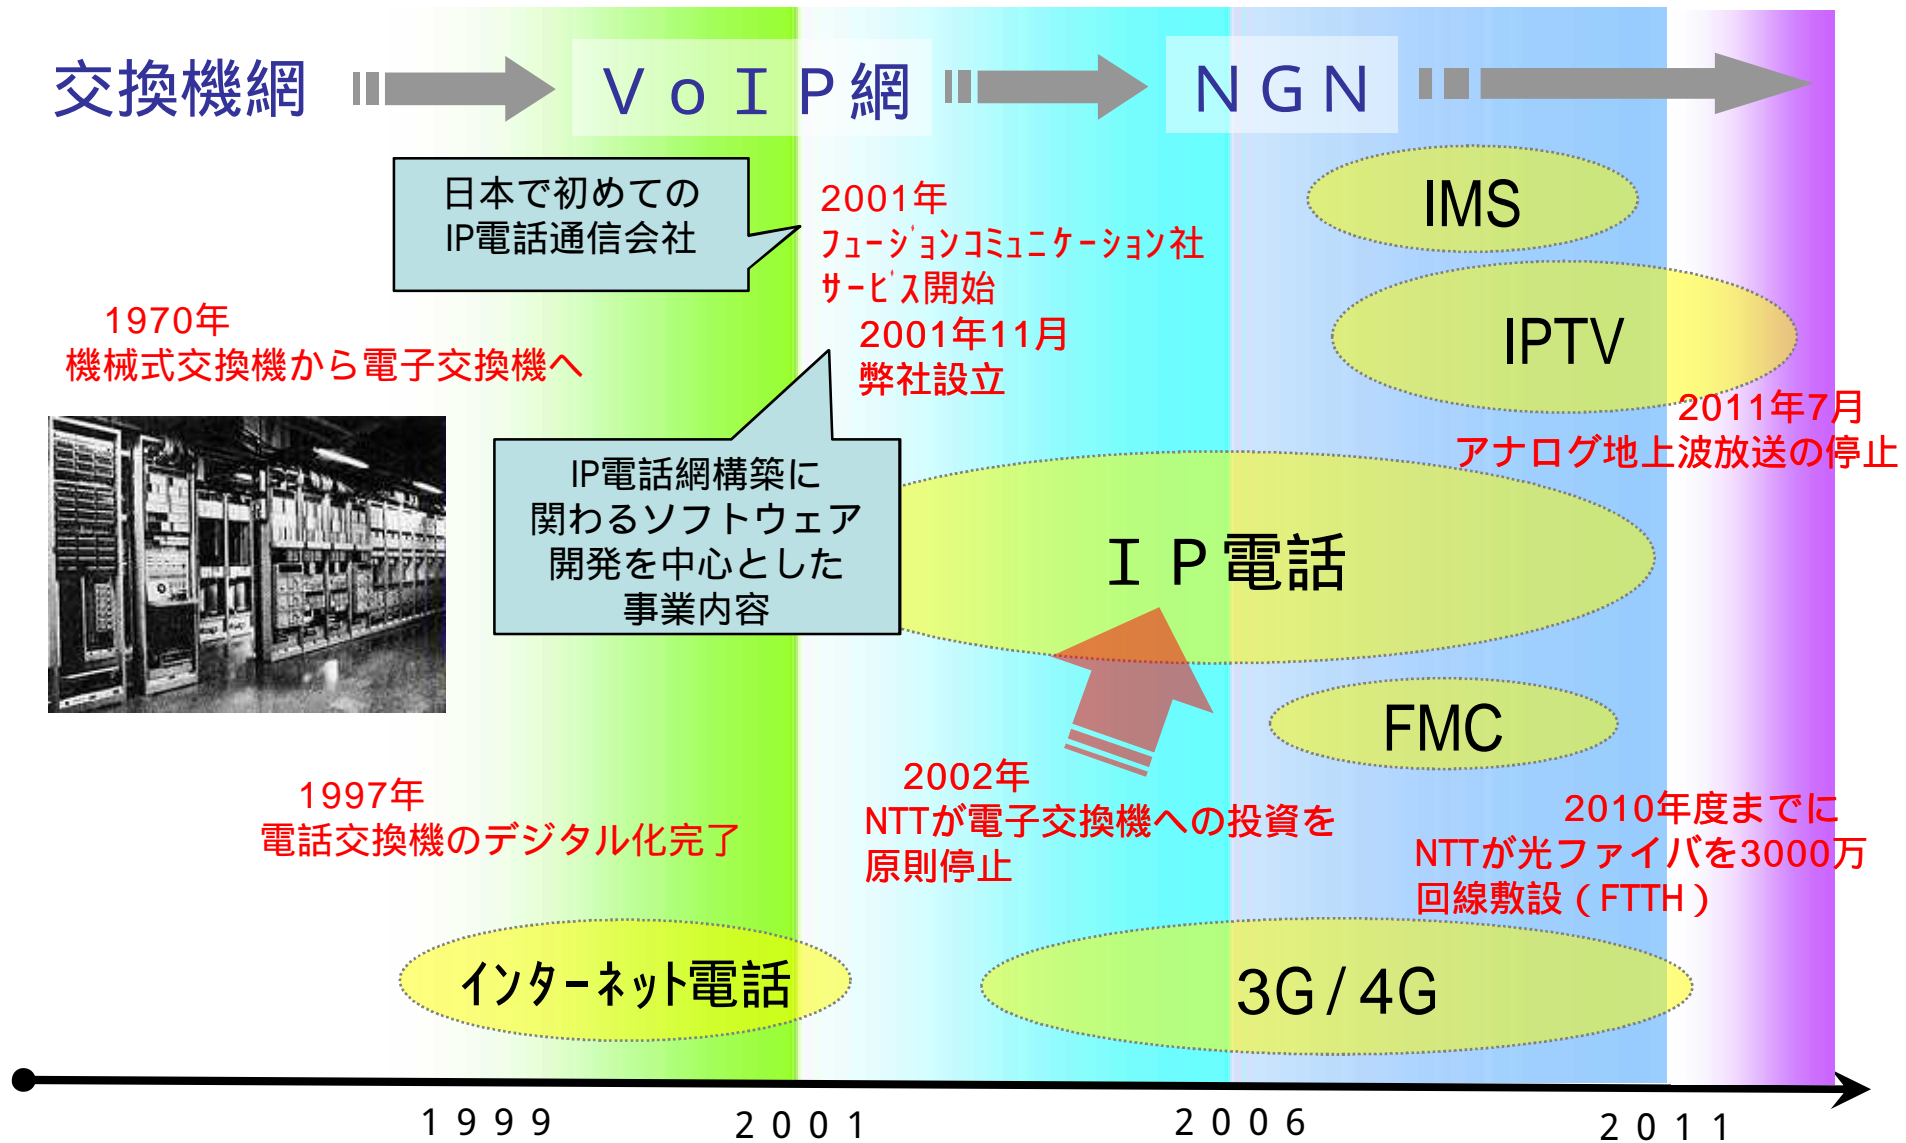 交換機網
ＶｏＩＰ網
ＮＧＮ
日本で初めての
IP電話通信会社
2001年
ﾌｭｰｼﾞｮﾝｺﾐｭﾆｹｰｼｮﾝ社
ｻｰﾋﾞｽ開始
2001年11月
弊社設立
IMS
IPTV
1970年
機械式交換機から電子交換機へ
2011年7月
アナログ地上波放送の停止
IP電話網構築に
関わるソフトウェア
開発を中心とした
事業内容
ＩＰ電話
FMC
1997年
電話交換機のデジタル化完了
2002年
NTTが電子交換機への投資を
原則停止
2010年度までに
NTTが光ファイバを3000万
回線敷設（FTTH）
ｲﾝﾀｰﾈｯﾄ電話
3G/4G
１９９９
２００１
２００６
２０１１